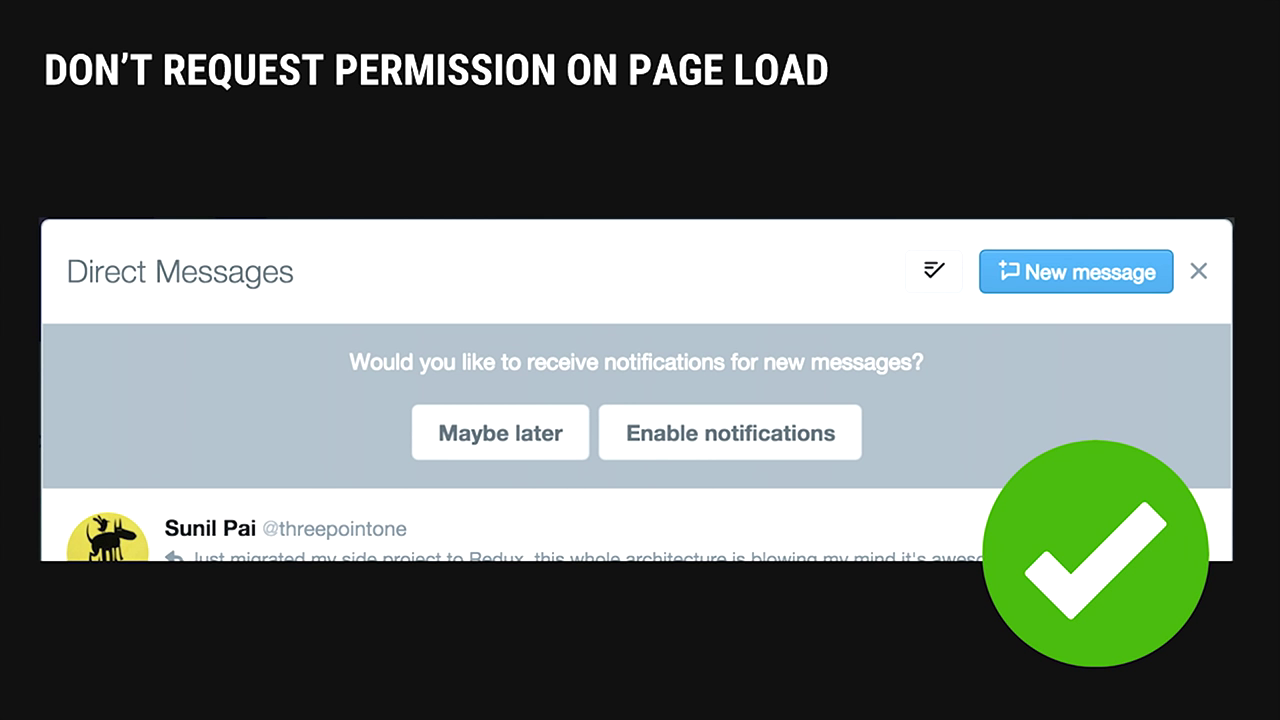 DON'T REQUEST PERMISSION ON PAGE LOAD
Direct Messages
New message
Would you like to receive notifications for new messages?
Maybe later
Enable notifications
Sunil Pai @threepointone
Just migrated my side project to Redux, this whole architecture is blowing my mind it's